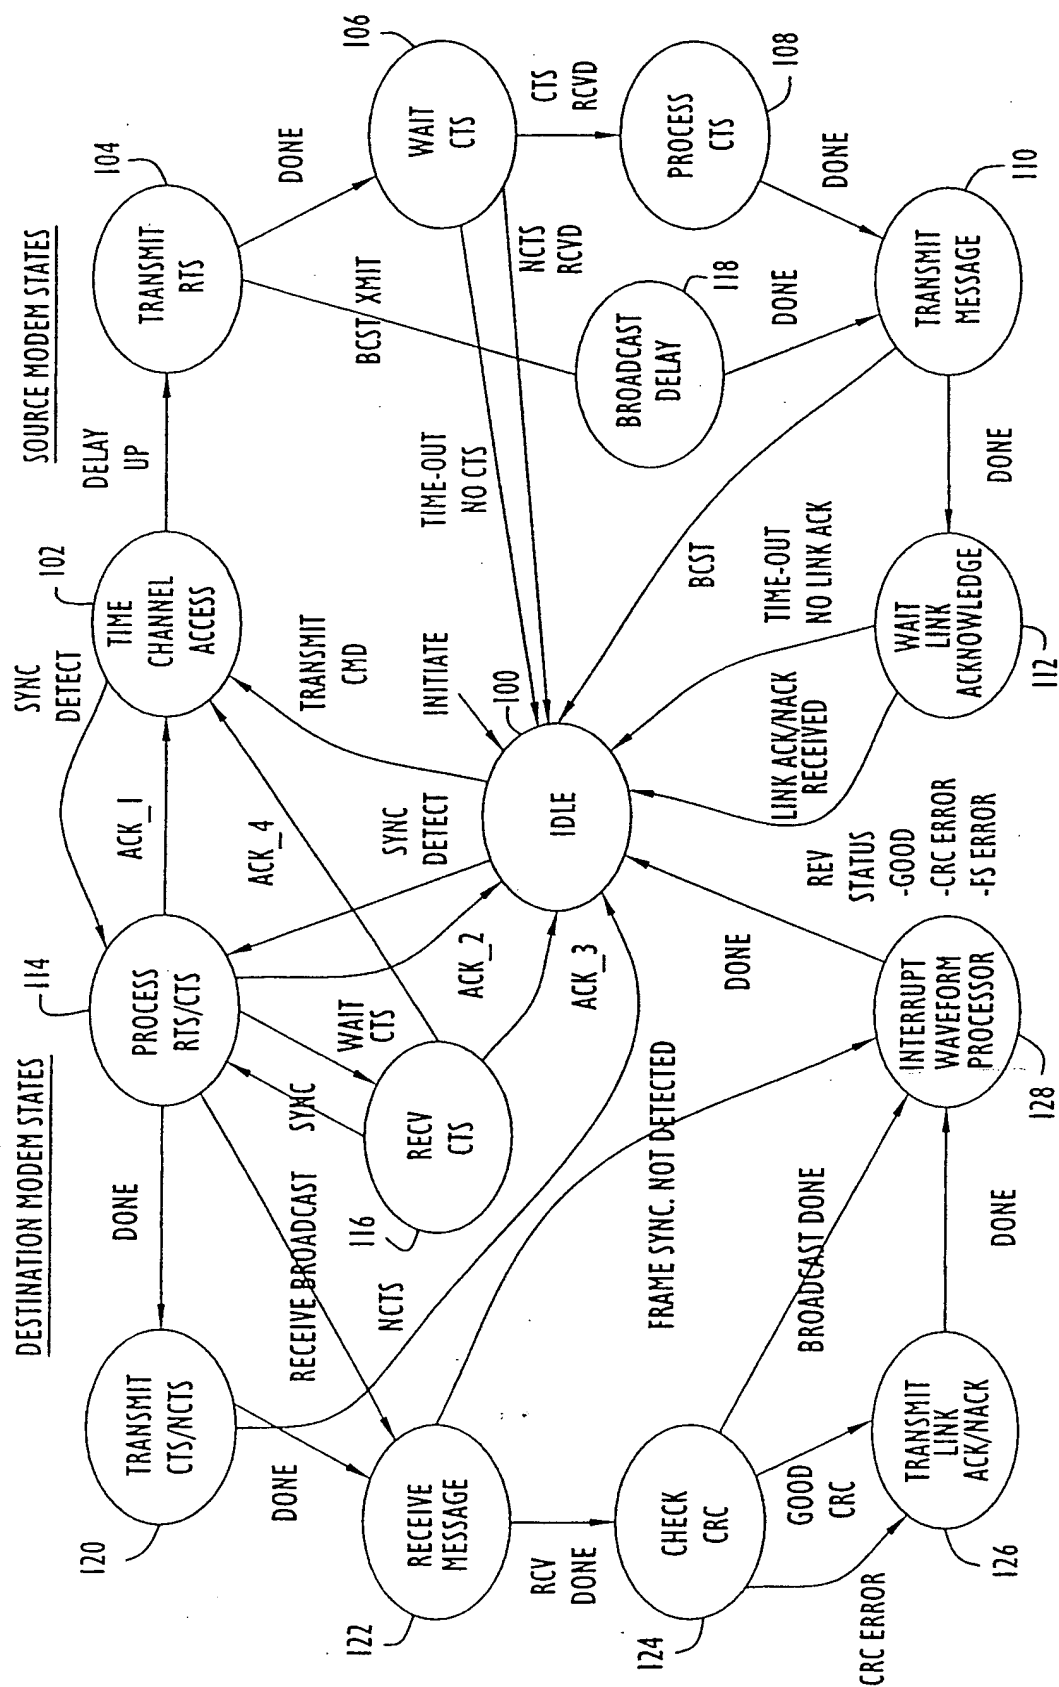 DESTINATION MODEM STATES
SOURCE MODEM STATES
120
TRANSMIT
CTS/NCTS
DONE
114
PROCESS
RTS/CTS
SYNC
DETECT
ACK_1
102
TIME
CHANNEL
ACCESS
DELAY
UP
104
TRANSMIT
RTS
DONE
106
WAIT
CTS
CTS
RCVD
108
PROCESS
CTS
DONE
110
TRANSMIT
MESSAGE
BCST XMIT
TIME-OUT
NO CTS
NCTS
RCVD
118
BROADCAST
DELAY
DONE
BCST
DONE
112
WAIT
LINK
ACKNOWLEDGE
TIME-OUT
NO LINK ACK
LINK ACK/NACK
RECEIVED
TRANSMIT
CMD
INITIATE
100
IDLE
SYNC
DETECT
ACK_4
ACK_2
ACK_3
WAIT
CTS
SYNC
116
RECV
CTS
RECEIVE BROADCAST
NCTS
DONE
122
RECEIVE
MESSAGE
FRAME SYNC. NOT DETECTED
RCV
DONE
124
CHECK
CRC
BROADCAST DONE
GOOD
CRC
CRC ERROR
126
TRANSMIT
LINK
ACK/NACK
DONE
128
INTERRUPT
WAVEFORM
PROCESSOR
DONE
REV
STATUS
-GOOD
-CRC ERROR
-FS ERROR